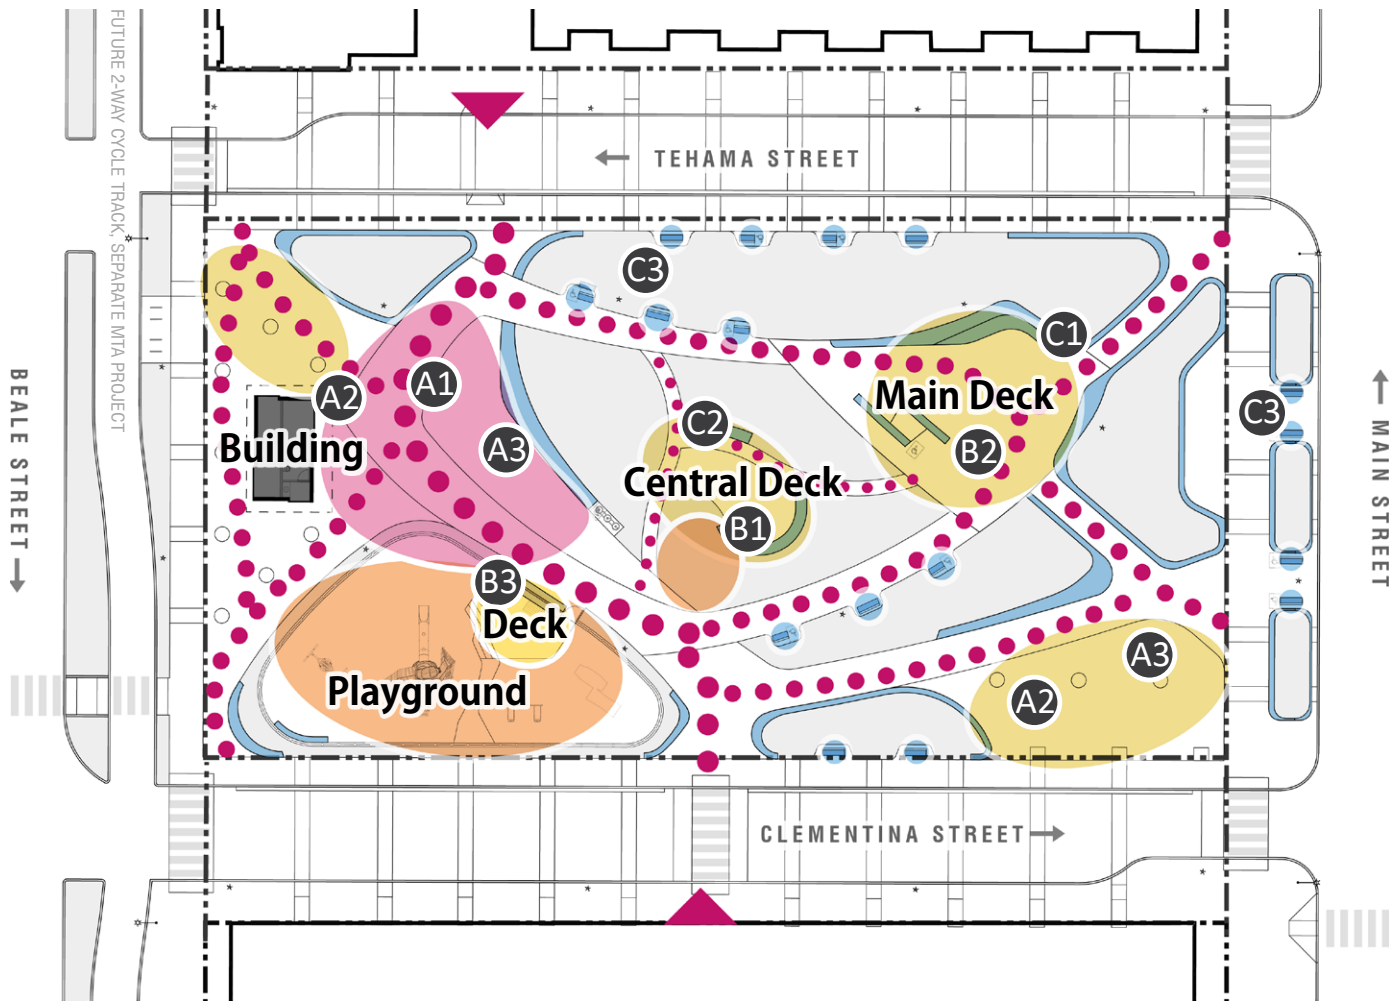 FUTURE 2-WAY CYCLE TRACK, SEPARATE MTA PROJECT
TEHAMA STREET
C3
C1
A1
A2
Main Deck
C3
C2
B2
Building
A3
Central Deck
B1
BEALE STREET
MAIN STREET
B3
Deck
A3
Playground
A2
CLEMENTINA STREET